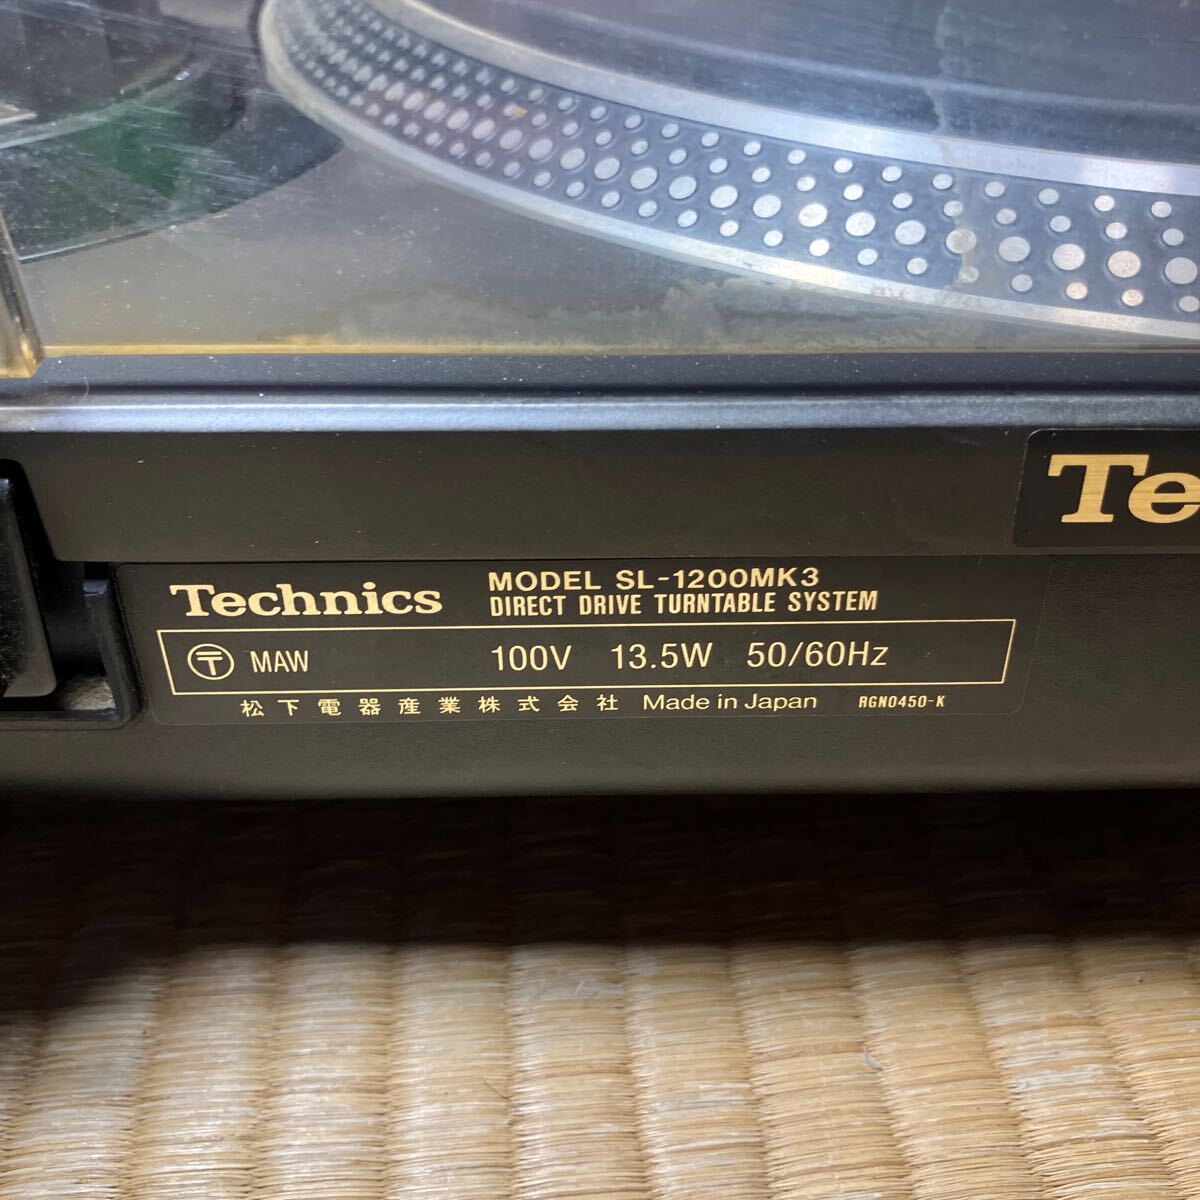 Te
Technics
MODEL SL-1200MK3
DIRECT DRIVE TURNTABLE SYSTEM
〒 MAW 100V 13.5W 50/60Hz
松下電器産業株式会社 Made in Japan RGN0450-K